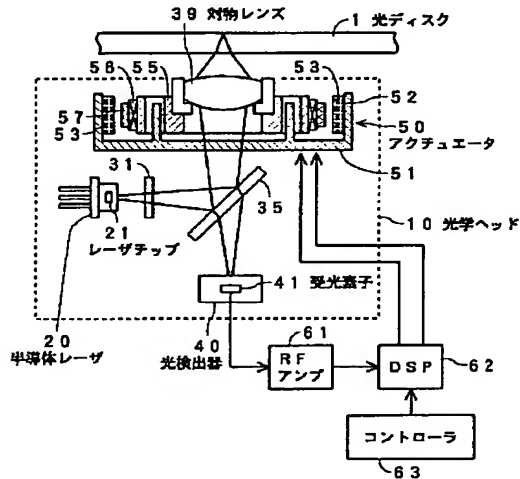 39 対物レンズ
1 光ディスク
58
55
53
52
57
53
50
アクチュエータ
51
31
35
21
レーザチップ
10 光学ヘッド
41 受光素子
20
半導体レーザ
40
光検出器
61
RF
アンプ
DSP
62
コントローラ
63